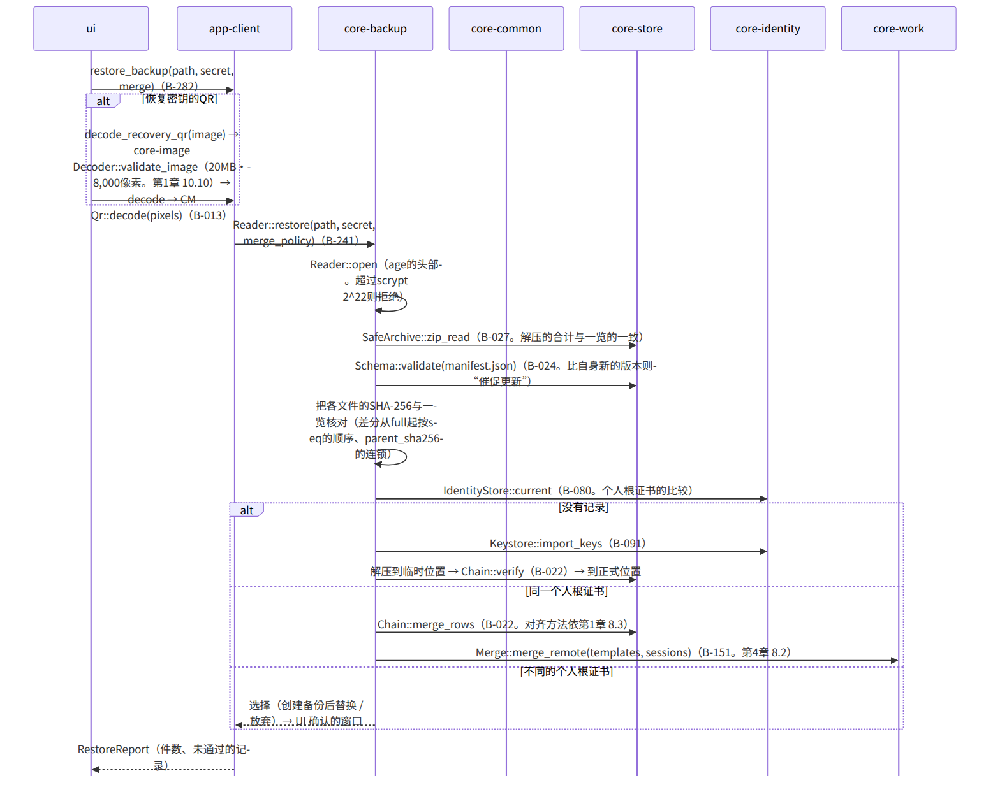 ui
app-client
core-backup
core-common
core-store
core-identity
core-work
restore_backup(path, secret,
merge)（B-282）
alt
[恢复密钥的QR]
decode_recovery_qr(image) →
core-image
Decoder::validate_image（20MB・-
8,000像素。第1章 10.10）→
decode → CM
Qr::decode(pixels)（B-013）
Reader::restore(path, secret,
merge_policy)（B-241）
Reader::open（age的头部-
。超过scrypt
2^22则拒绝）
SafeArchive::zip_read（B-027。解压的合计与一览的一致）
Schema::validate(manifest.json)（B-024。比自身新的版本则-
“催促更新”）
把各文件的SHA-256与一-
览核对（差分从full起按s-
eq的顺序、parent_sha256-
的连锁）
IdentityStore::current（B-080。个人根证书的比较）
alt
[没有记录]
Keystore::import_keys（B-091）
解压到临时位置 → Chain::verify（B-022）→ 到正式位置
[同一个人根证书]
Chain::merge_rows（B-022。对齐方法依第1章 8.3）
Merge::merge_remote(templates, sessions)（B-151。第4章 8.2）
[不同的个人根证书]
选择（创建备份后替换 /
放弃）→ UI 确认的窗口
RestoreReport（件数、未通过的记-
录）